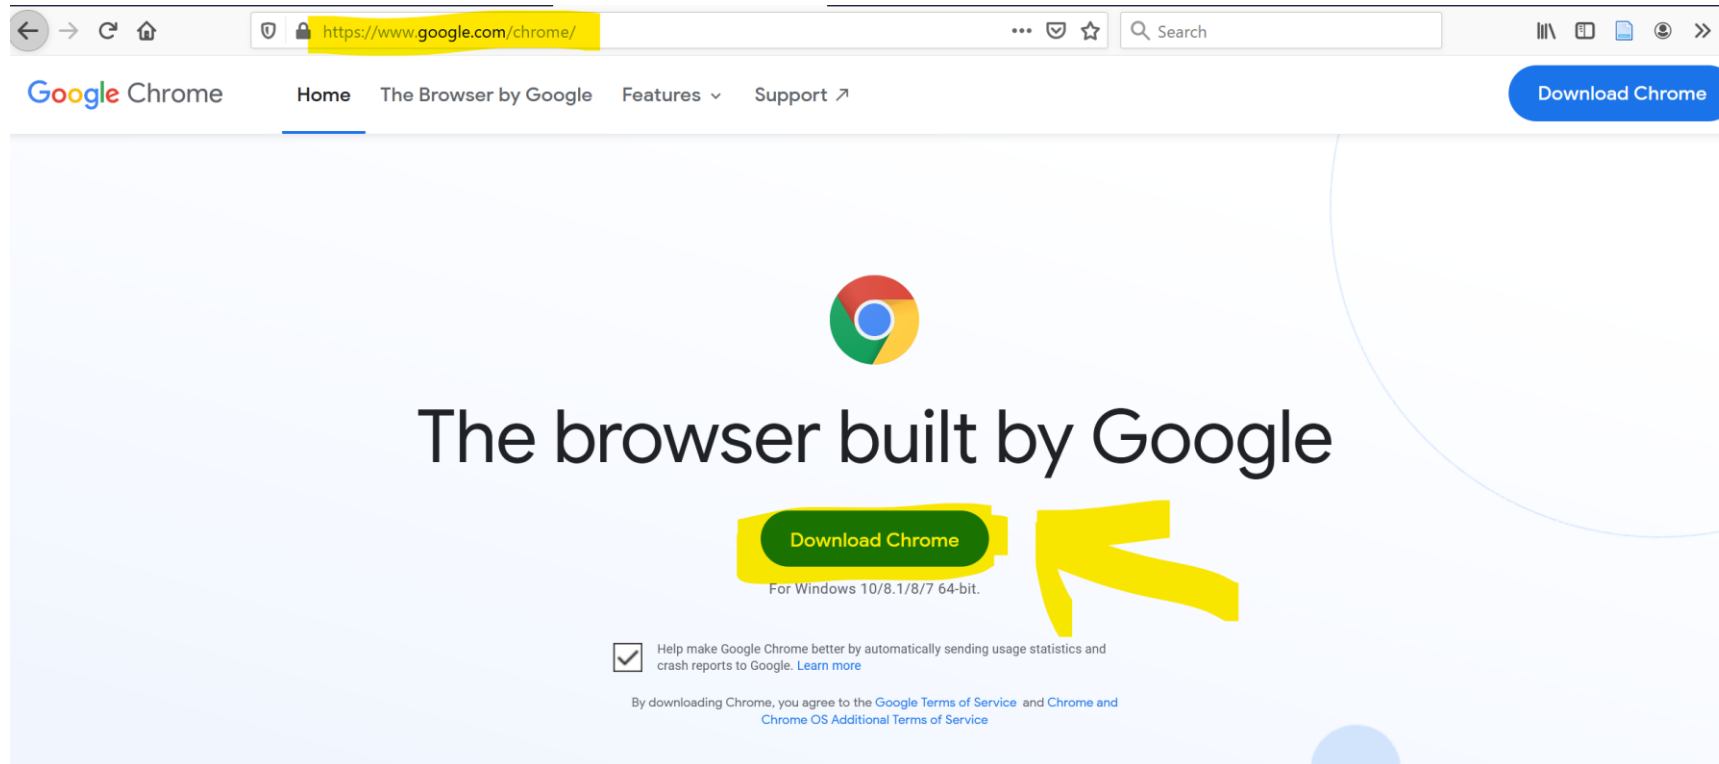 https://www.google.com/chrome/
Search
Google Chrome
Home
The Browser by Google
Features
Support
Download Chrome
The browser built by Google
Download Chrome
For Windows 10/8.1/8/7 64-bit.
Help make Google Chrome better by automatically sending usage statistics and
crash reports to Google. Learn more
By downloading Chrome, you agree to the Google Terms of Service and Chrome and
Chrome OS Additional Terms of Service